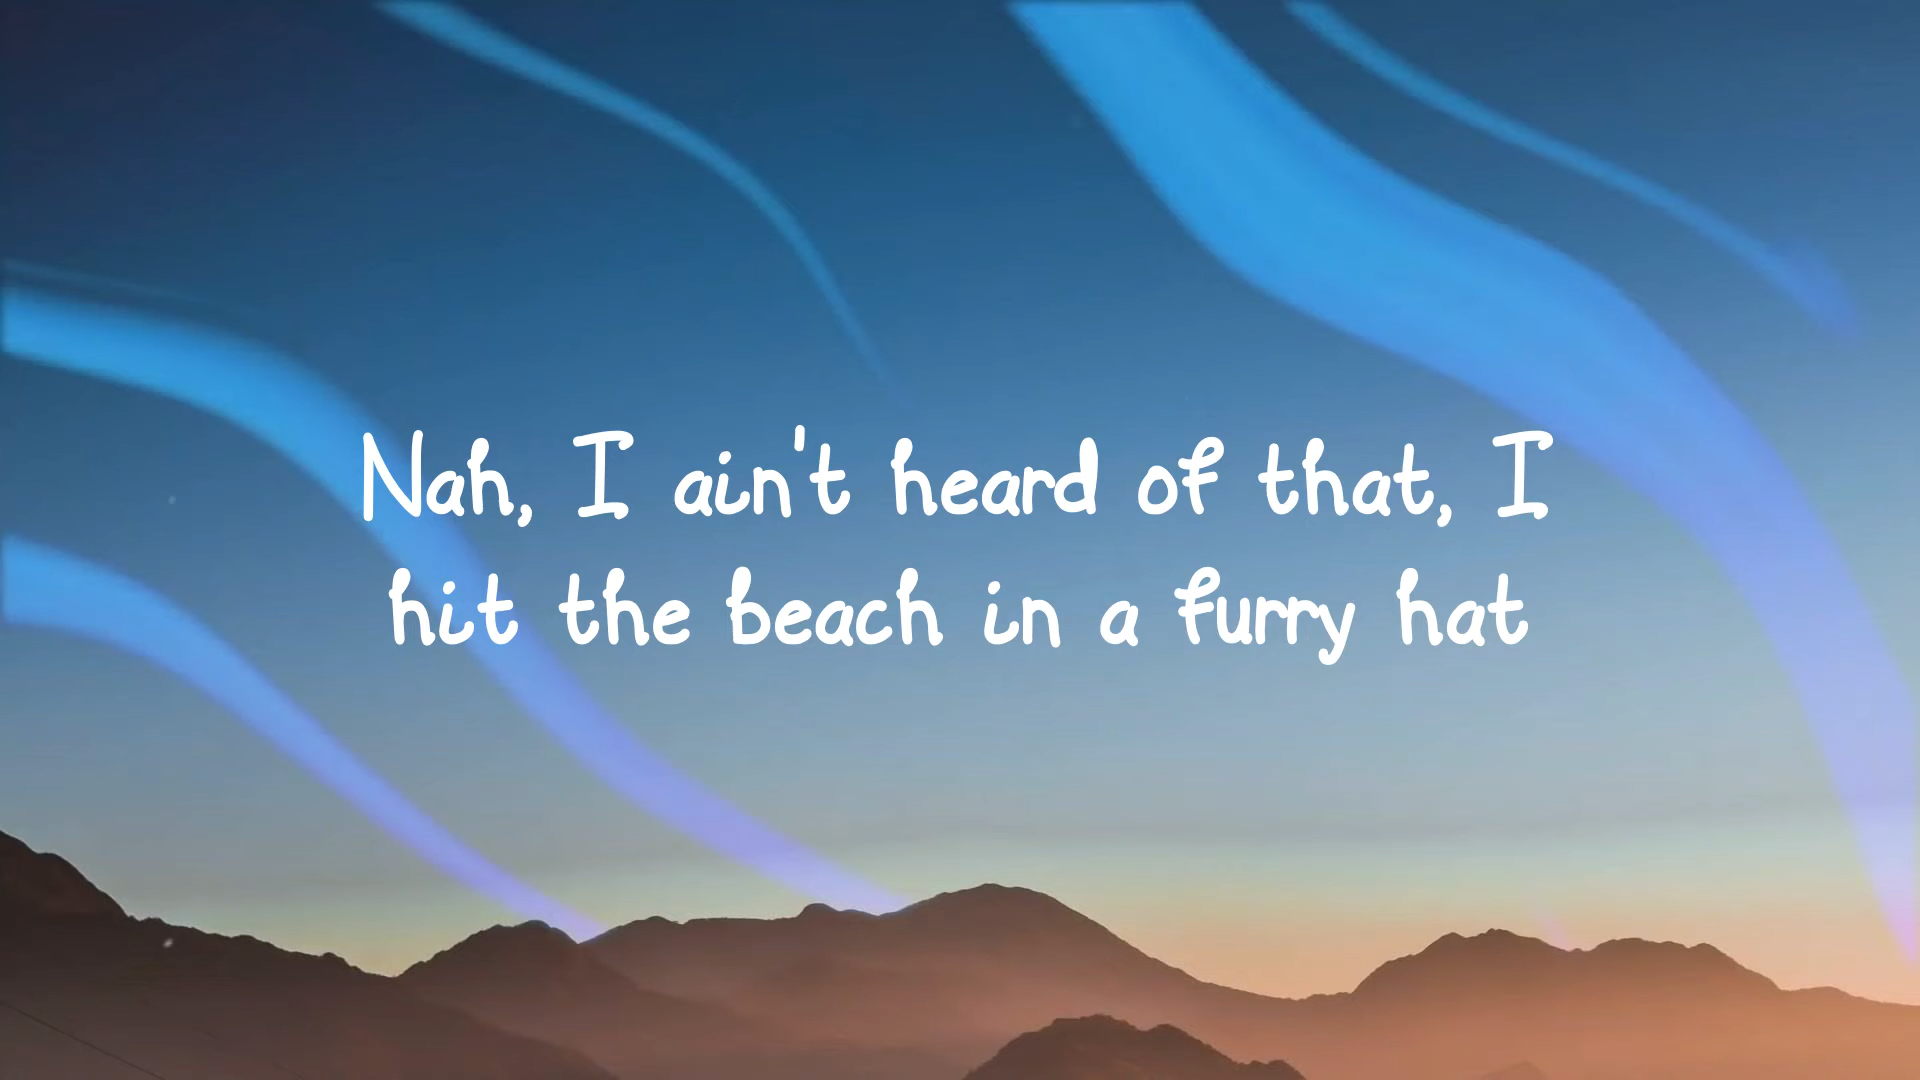 Nah, I ain't heard of that, I
hit the beach in a furry hat